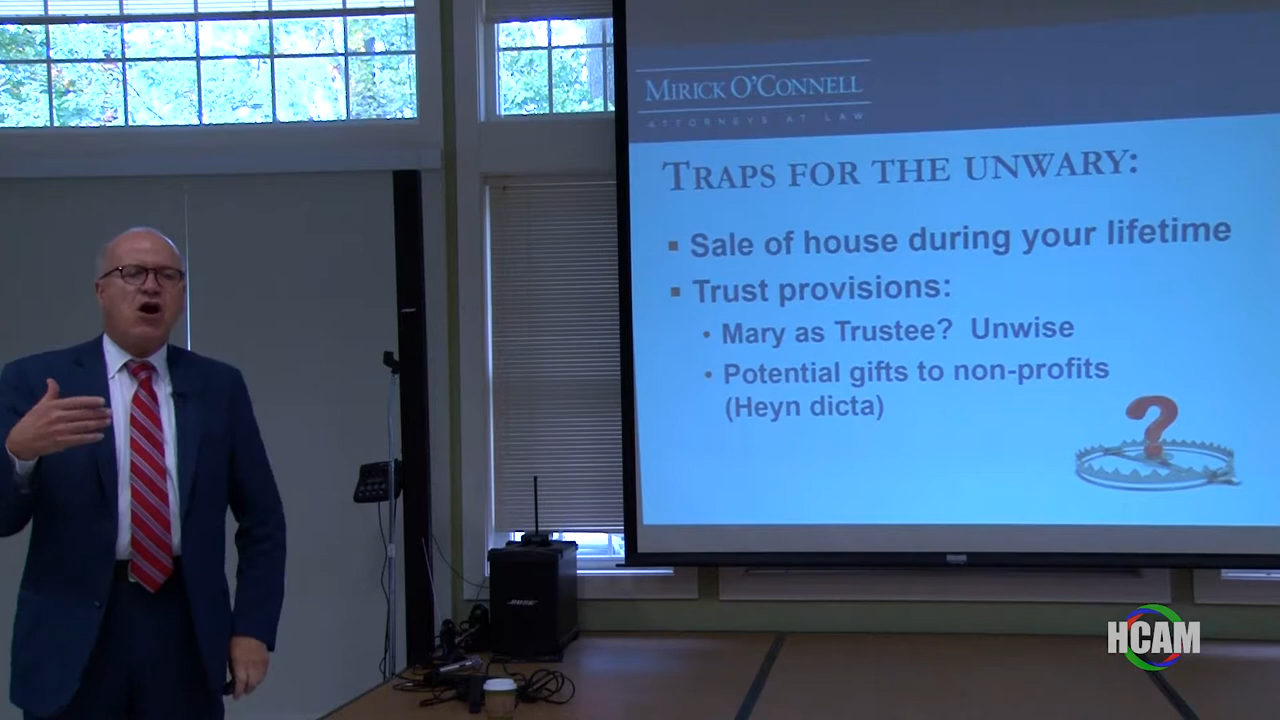 MIRICK O'CONNELL
ATTORNEYS AT LAW
TRAPS FOR THE UNWARY:
▪ Sale of house during your lifetime
▪ Trust provisions:
• Mary as Trustee? Unwise
• Potential gifts to non-profits
(Heyn dicta)
?
BOSE
HCAM